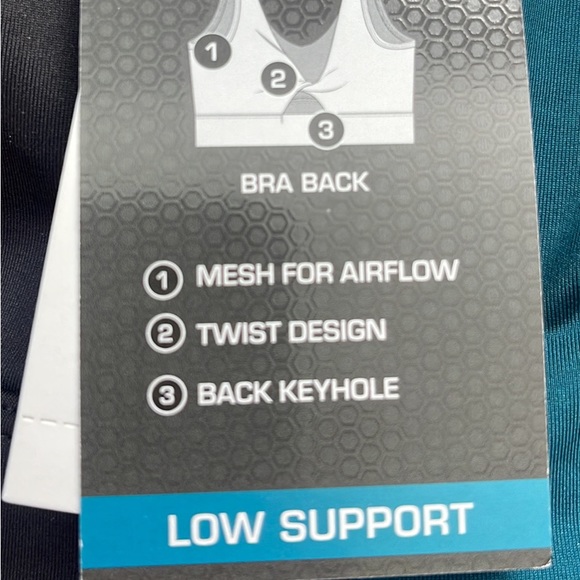 1
2
3
BRA BACK
1 MESH FOR AIRFLOW
2 TWIST DESIGN
3 BACK KEYHOLE
LOW SUPPORT